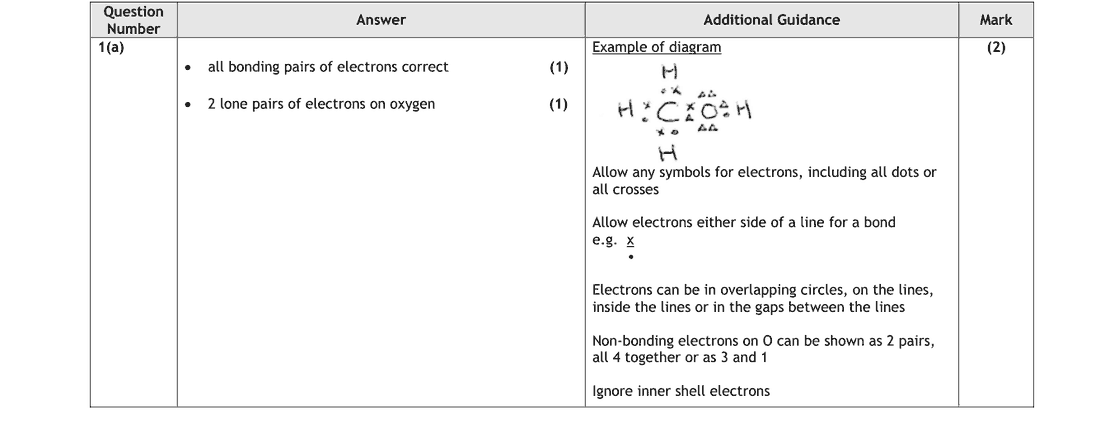 Question
Number
Answer
Additional Guidance
Mark
1(a)
• all bonding pairs of electrons correct (1)
• 2 lone pairs of electrons on oxygen (1)
Example of diagram
(2)
H
H C O H
H
Allow any symbols for electrons, including all dots or
all crosses
Allow electrons either side of a line for a bond
e.g. x
•
Electrons can be in overlapping circles, on the lines,
inside the lines or in the gaps between the lines
Non-bonding electrons on O can be shown as 2 pairs,
all 4 together or as 3 and 1
Ignore inner shell electrons